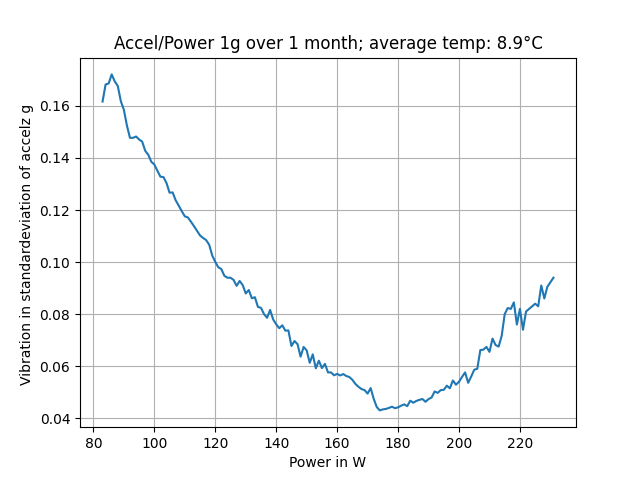 Accel/Power 1g over 1 month; average temp: 8.9°C
Vibration in standardeviation of accelz g
0.16
0.14
0.12
0.10
0.08
0.06
0.04
80 100 120 140 160 180 200 220
Power in W